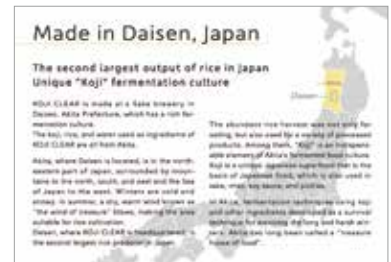 Made in Daisen, Japan
The second largest output of rice in Japan
Unique "Koji" fermentation culture
KOJI CLEAR is made at a Sake brewery in
Daisen, Akita Prefecture, which has a rich fer-
mentation culture.
The koji, rice, and water used as ingredients of
KOJI CLEAR are all from Akita.
Akita, where Daisen is located, is in the north-
eastern part of Japan, surrounded by moun-
tains to the north, south, and east and the Sea
of Japan to the west. Winters are cold and
snowy. In summer, a dry, warm wind known as
"the wind of treasure" blows, making the area
suitable for rice cultivation.
Daisen, where KOJI CLEAR is headquartered, is
the second largest rice producer in Japan.
Daisen
The abundant rice harvest was not only for
eating, but also used for a variety of processed
products. Among them, "Koji" is an indispens-
able element of Akita's fermented food culture.
Koji is a unique Japanese superfood that is the
basis of Japanese food, which is also used in
sake, miso, soy sauce, and pickles.
In Akita, fermentation techniques using koji
and other ingredients developed as a survival
technique for enduring the long and harsh win-
ters. Akita has long been called a "treasure
house of food".